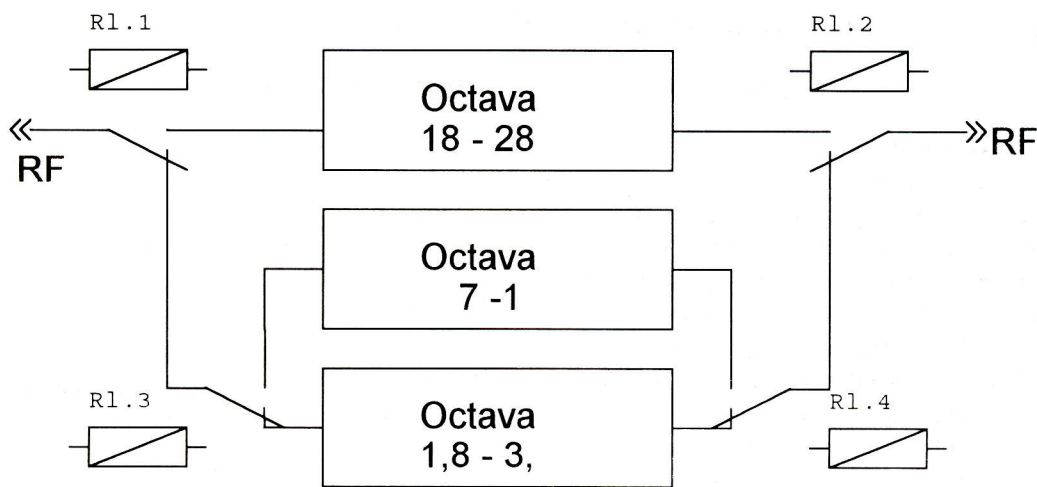 Rl.1
Rl.2
Octava
18 - 28
RF
RF
Octava
7 -1
Rl.3
Rl.4
Octava
1,8 - 3,